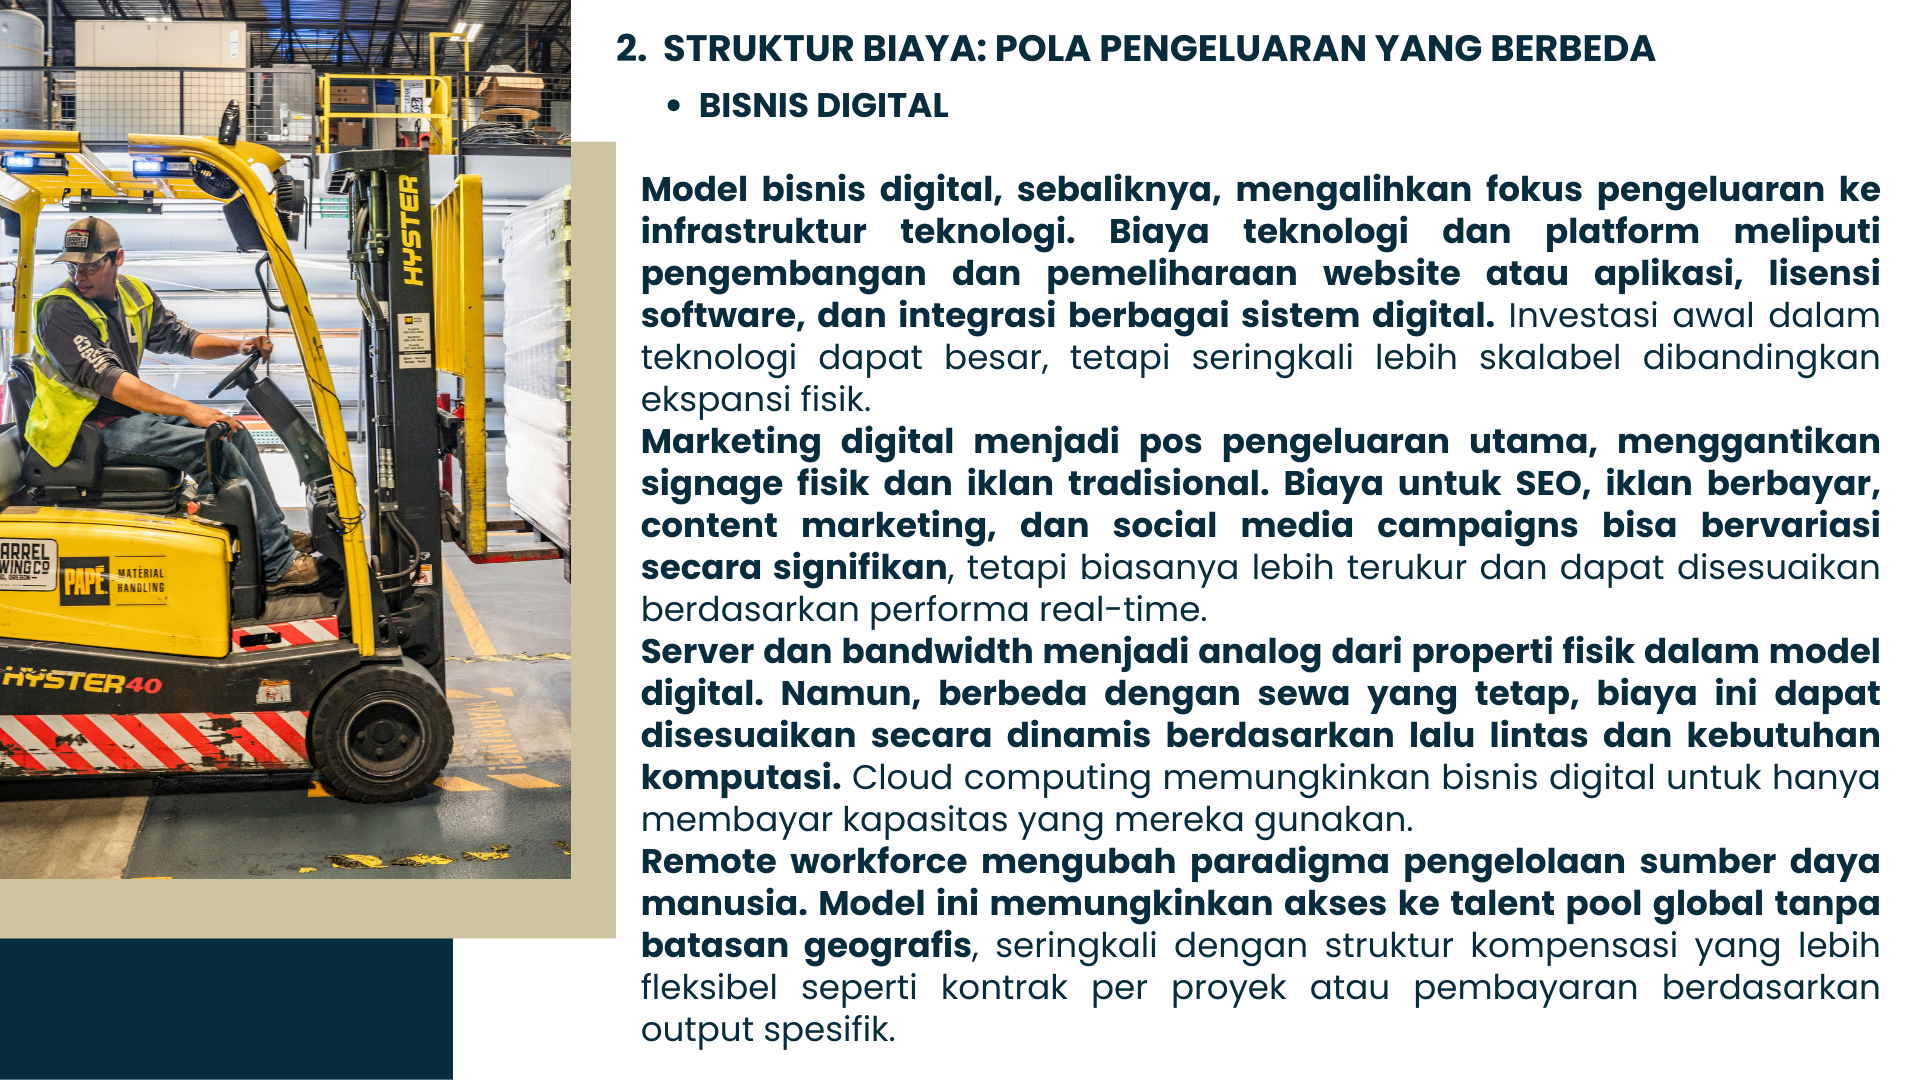 2. STRUKTUR BIAYA: POLA PENGELUARAN YANG BERBEDA
• BISNIS DIGITAL
Model bisnis digital, sebaliknya, mengalihkan fokus pengeluaran ke
infrastruktur teknologi. Biaya teknologi dan platform meliputi
pengembangan dan pemeliharaan website atau aplikasi, lisensi
software, dan integrasi berbagai sistem digital. Investasi awal dalam
teknologi dapat besar, tetapi seringkali lebih skalabel dibandingkan
ekspansi fisik.
Marketing digital menjadi pos pengeluaran utama, menggantikan
signage fisik dan iklan tradisional. Biaya untuk SEO, iklan berbayar,
content marketing, dan social media campaigns bisa bervariasi
secara signifikan, tetapi biasanya lebih terukur dan dapat disesuaikan
berdasarkan performa real-time.
Server dan bandwidth menjadi analog dari properti fisik dalam model
digital. Namun, berbeda dengan sewa yang tetap, biaya ini dapat
disesuaikan secara dinamis berdasarkan lalu lintas dan kebutuhan
komputasi. Cloud computing memungkinkan bisnis digital untuk hanya
membayar kapasitas yang mereka gunakan.
Remote workforce mengubah paradigma pengelolaan sumber daya
manusia. Model ini memungkinkan akses ke talent pool global tanpa
batasan geografis, seringkali dengan struktur kompensasi yang lebih
fleksibel seperti kontrak per proyek atau pembayaran berdasarkan
output spesifik.
HYSTER
ARREL
WING CO
PAPÉ
MATERIAL
HANDLING
HYSTER 40